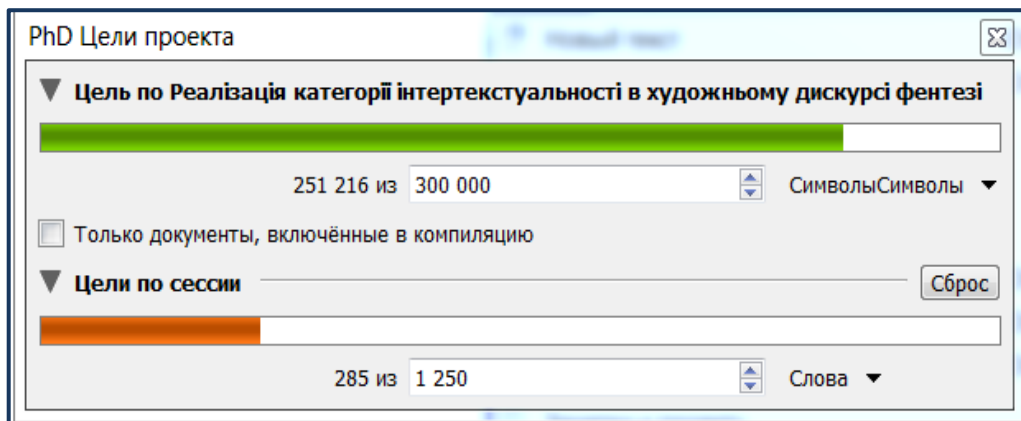 PhD Цели проекта
Цель по Реалізація категорії інтертекстуальності в художньому дискурсі фентезі
251 216 из 300 000 СимволыСимволы
Только документы, включённые в компиляцию
Цели по сессии Сброс
285 из 1 250 Слова